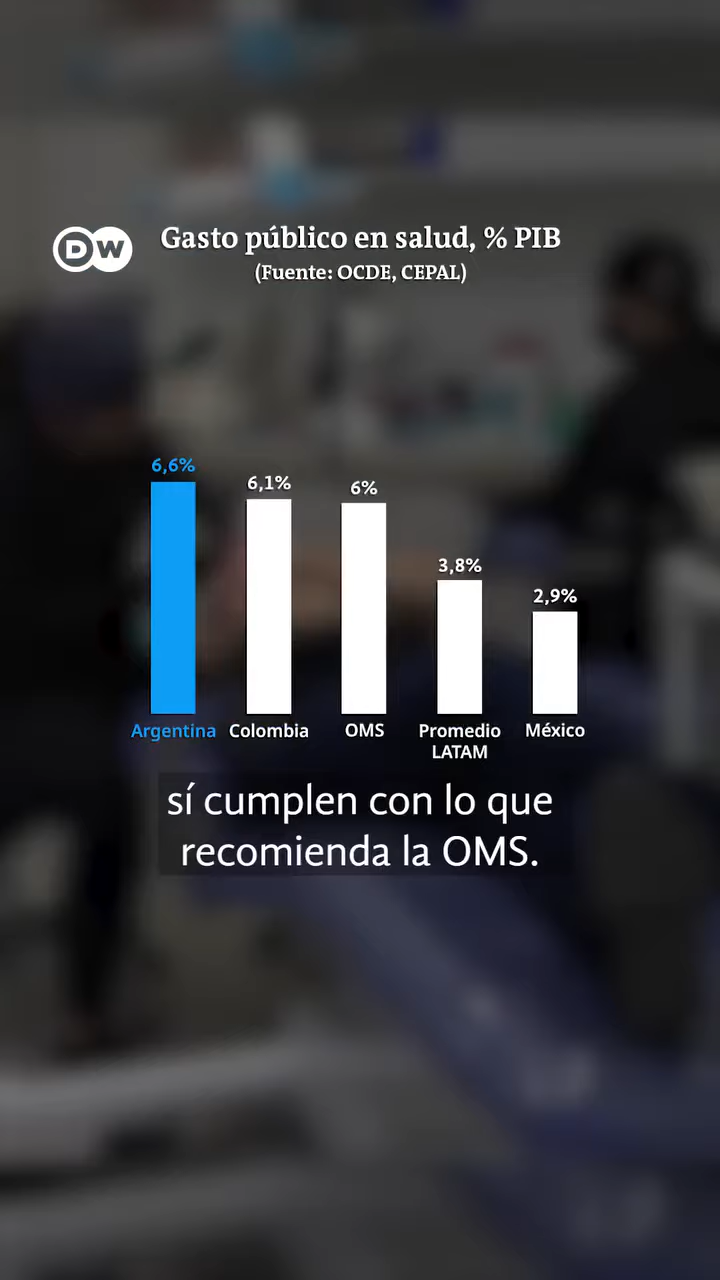 DW
Gasto público en salud, % PIB
(Fuente: OCDE, CEPAL)
6,6%
6,1%
6%
3,8%
2,9%
Argentina
Colombia
OMS
Promedio
LATAM
México
sí cumplen con lo que
recomienda la OMS.